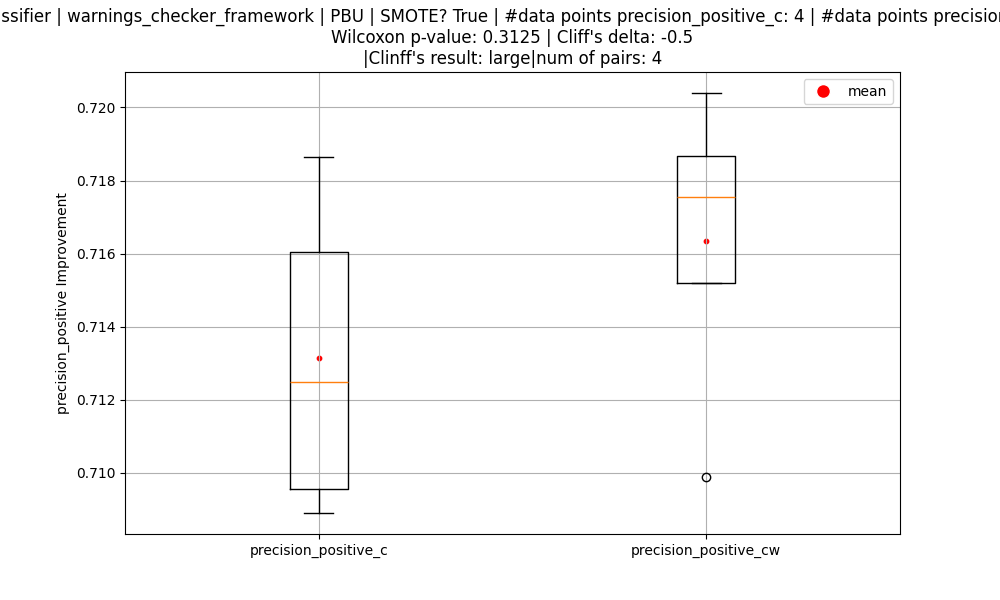 ssifier | warnings_checker_framework | PBU | SMOTE? True | #data points precision_positive_c: 4 | #data points precision
Wilcoxon p-value: 0.3125 | Cliff's delta: -0.5
|Clinff's result: large|num of pairs: 4
mean
0.720
0.718
0.716
0.714
0.712
0.710
precision_positive Improvement
precision_positive_c
precision_positive_cw